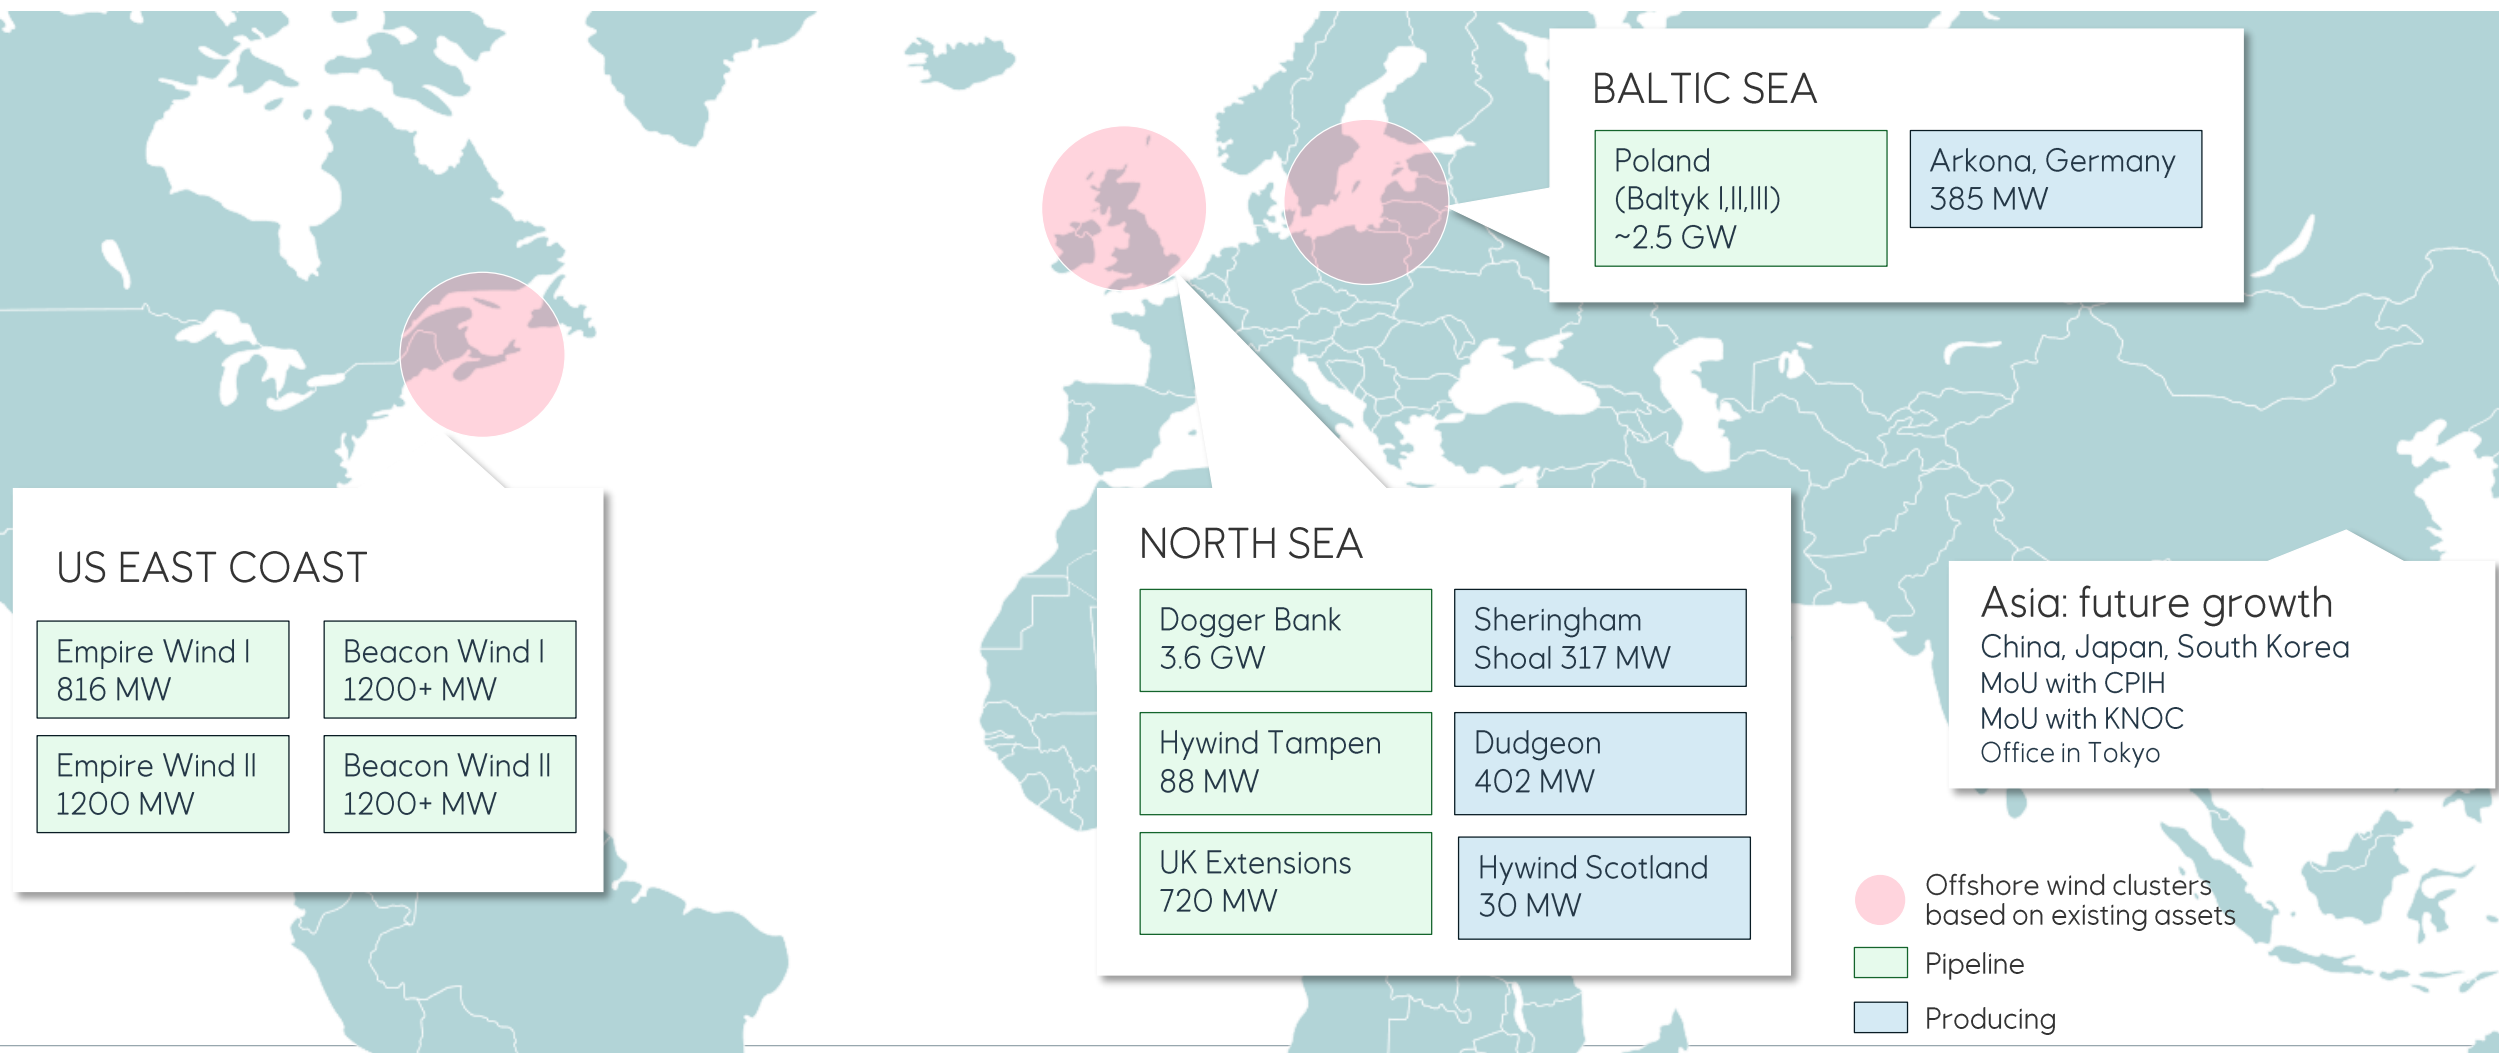 BALTIC SEA
Poland
(Baltyk I,II,III)
~2.5 GW
Arkona, Germany
385 MW
US EAST COAST
Empire Wind I
816 MW
Beacon Wind I
1200+ MW
Empire Wind II
1200 MW
Beacon Wind II
1200+ MW
NORTH SEA
Dogger Bank
3.6 GW
Sheringham
Shoal 317 MW
Hywind Tampen
88 MW
Dudgeon
402 MW
UK Extensions
720 MW
Hywind Scotland
30 MW
Asia: future growth
China, Japan, South Korea
MoU with CPIH
MoU with KNOC
Office in Tokyo
Offshore wind clusters
based on existing assets
Pipeline
Producing